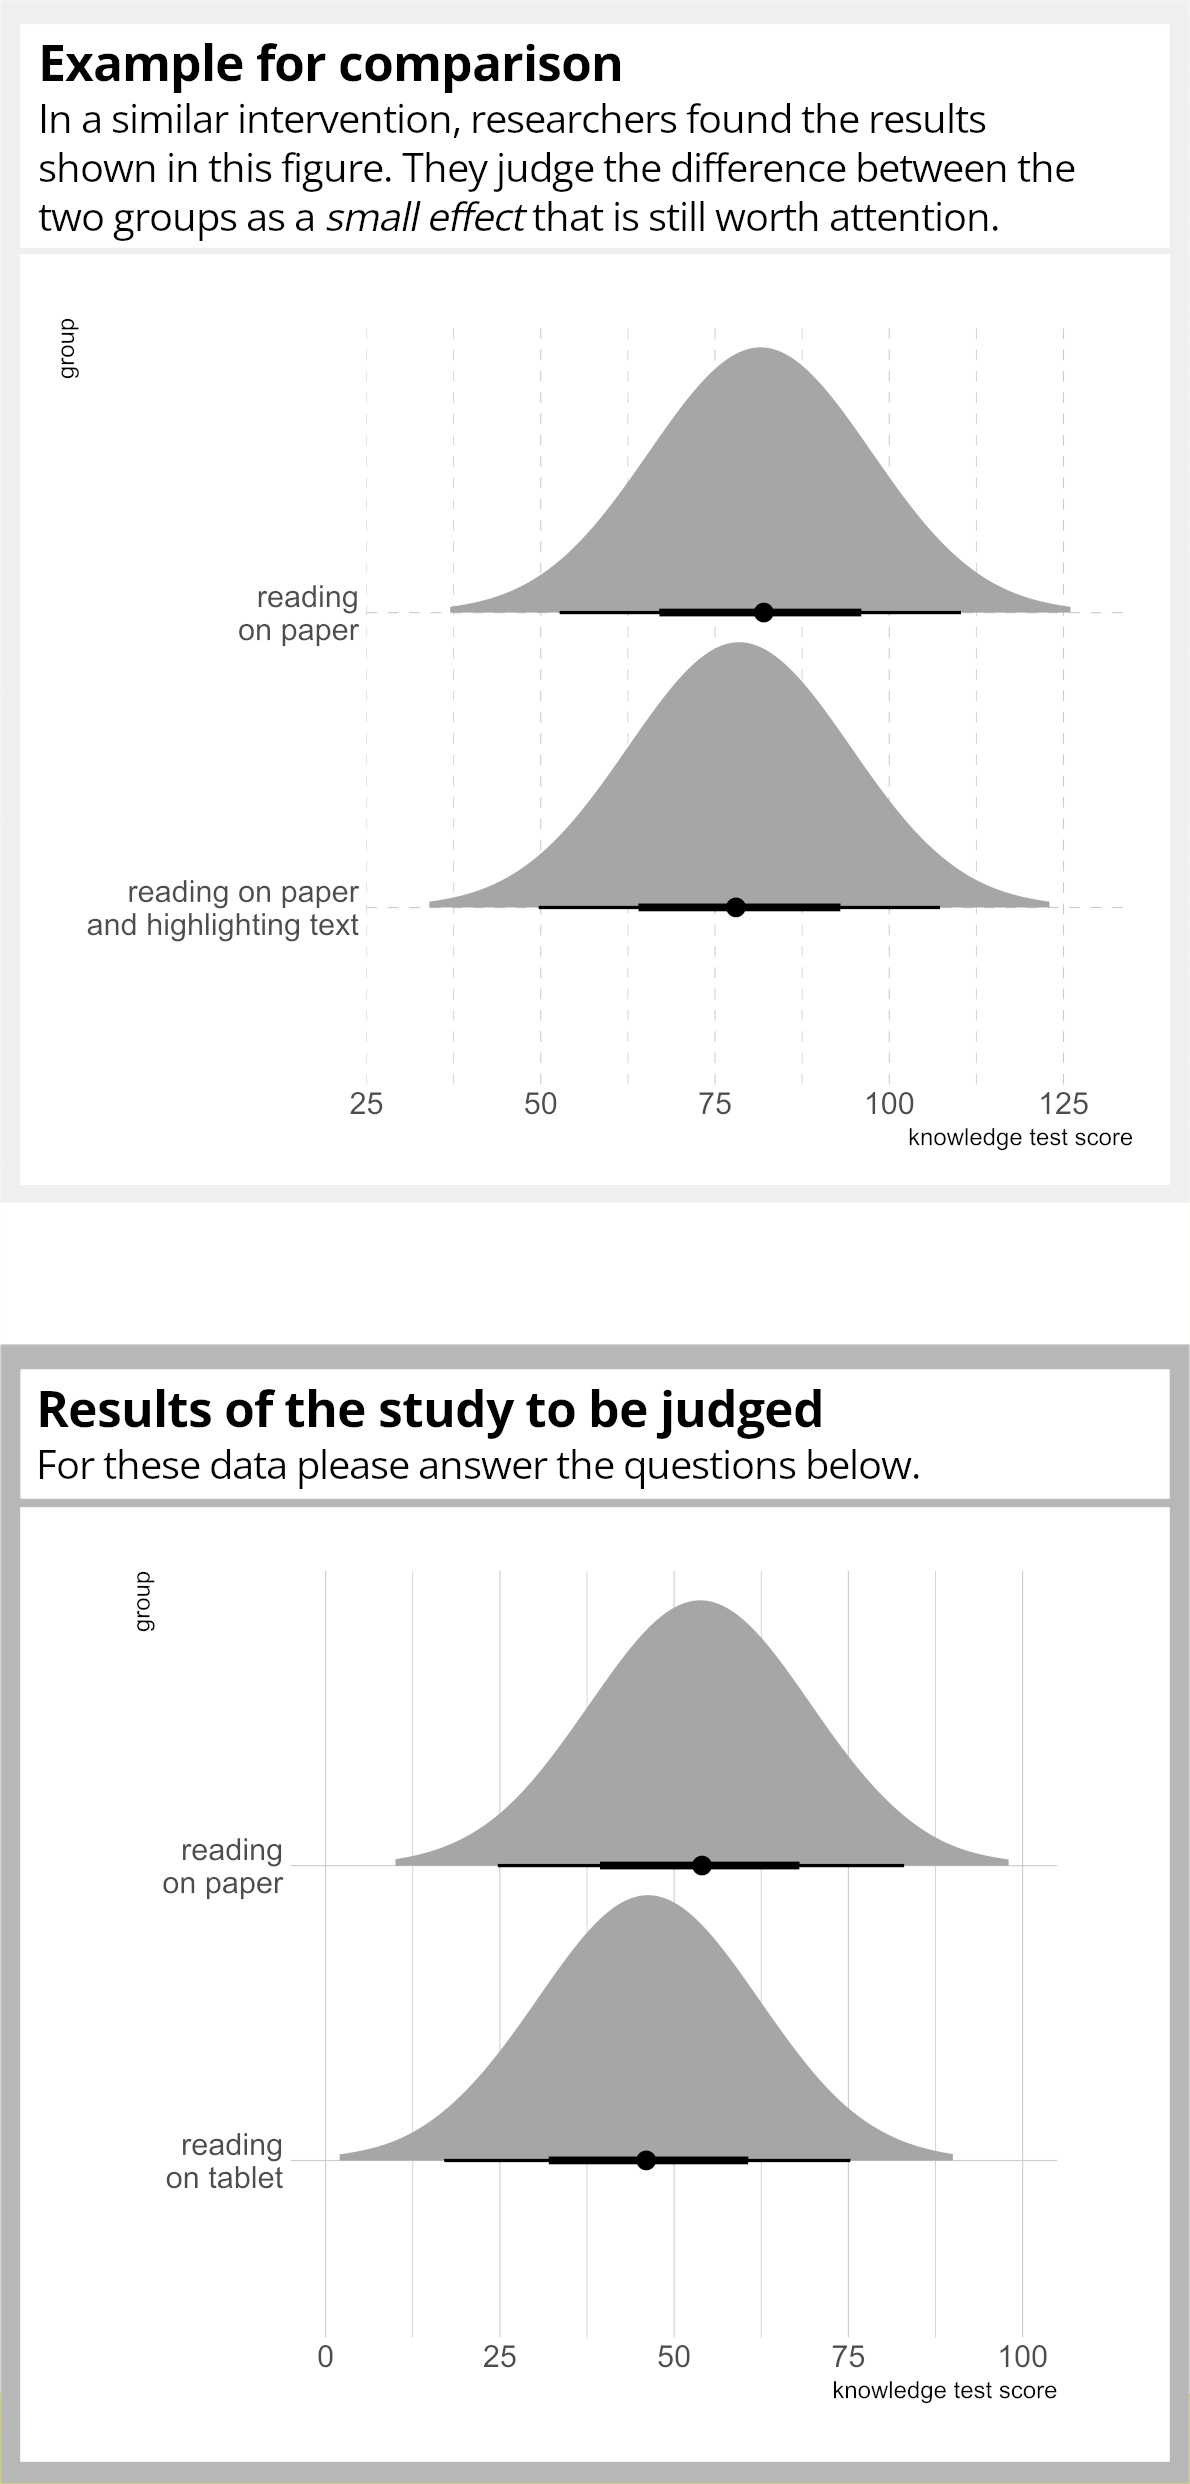 Example for comparison
In a similar intervention, researchers found the results
shown in this figure. They judge the difference between the
two groups as a small effect that is still worth attention.
group
reading
on paper
reading on paper
and highlighting text
25 50 75 100 125
knowledge test score
Results of the study to be judged
For these data please answer the questions below.
group
reading
on paper
reading
on tablet
0 25 50 75 100
knowledge test score